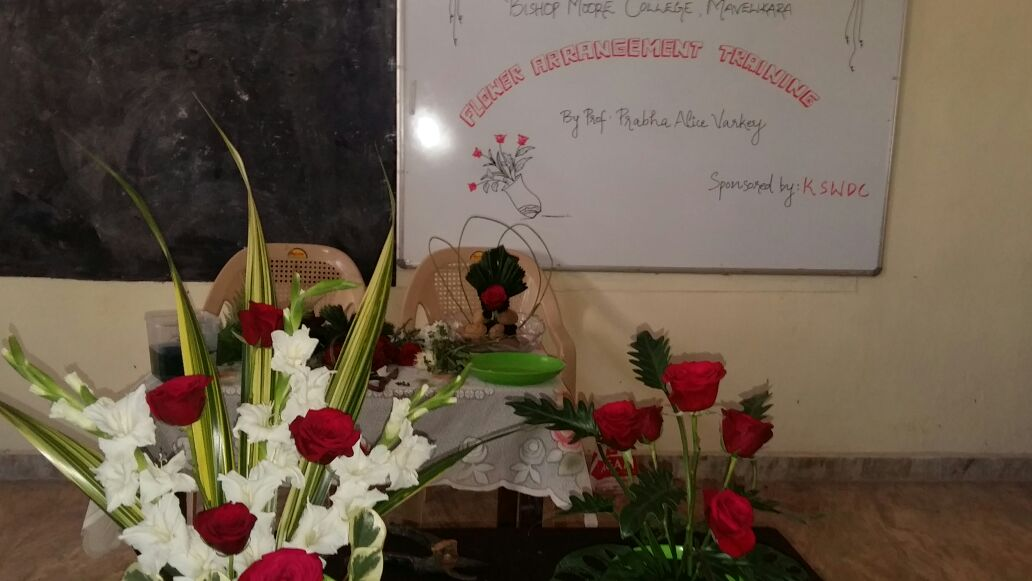 BISHOP MOORE COLLEGE, MAVELIKARA
FLOWER ARRANGEMENT TRAINING
By Prof. Prabha Alice Varkey
Sponsored by: KSWDC